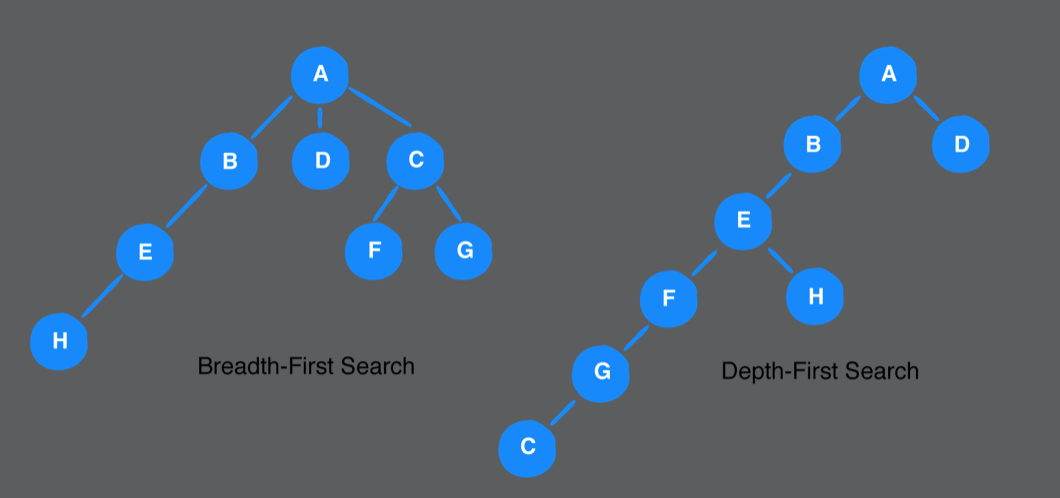 A
B
D
C
E
F
G
H
Breadth-First Search
A
B
D
E
F
H
G
C
Depth-First Search